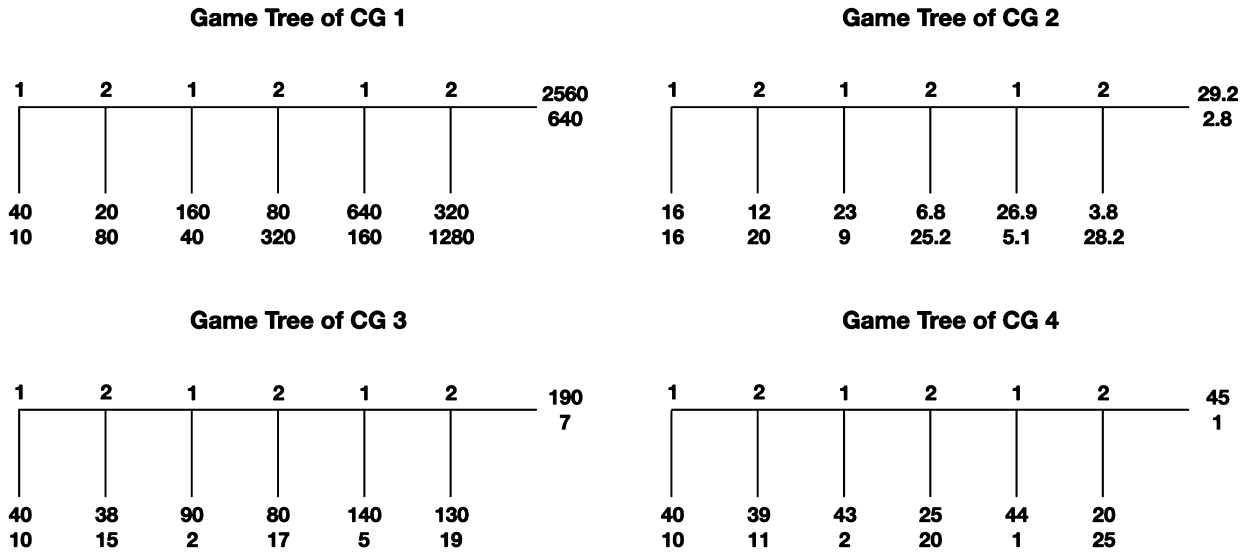 Game Tree of CG 1
1 2 1 2 1 2 2560
640
40 20 160 80 640 320
10 80 40 320 160 1280
Game Tree of CG 2
1 2 1 2 1 2 29.2
2.8
16 12 23 6.8 26.9 3.8
16 20 9 25.2 5.1 28.2
Game Tree of CG 3
1 2 1 2 1 2 190
7
40 38 90 80 140 130
10 15 2 17 5 19
Game Tree of CG 4
1 2 1 2 1 2 45
1
40 39 43 25 44 20
10 11 2 20 1 25